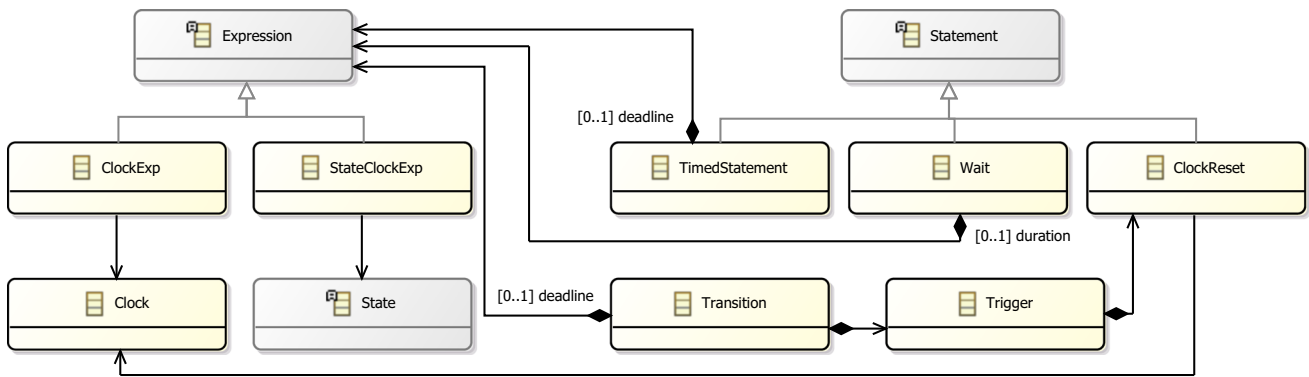 Expression
Statement
[0..1] deadline
ClockExp
StateClockExp
TimedStatement
Wait
ClockReset
[0..1] duration
Clock
State
[0..1] deadline
Transition
Trigger